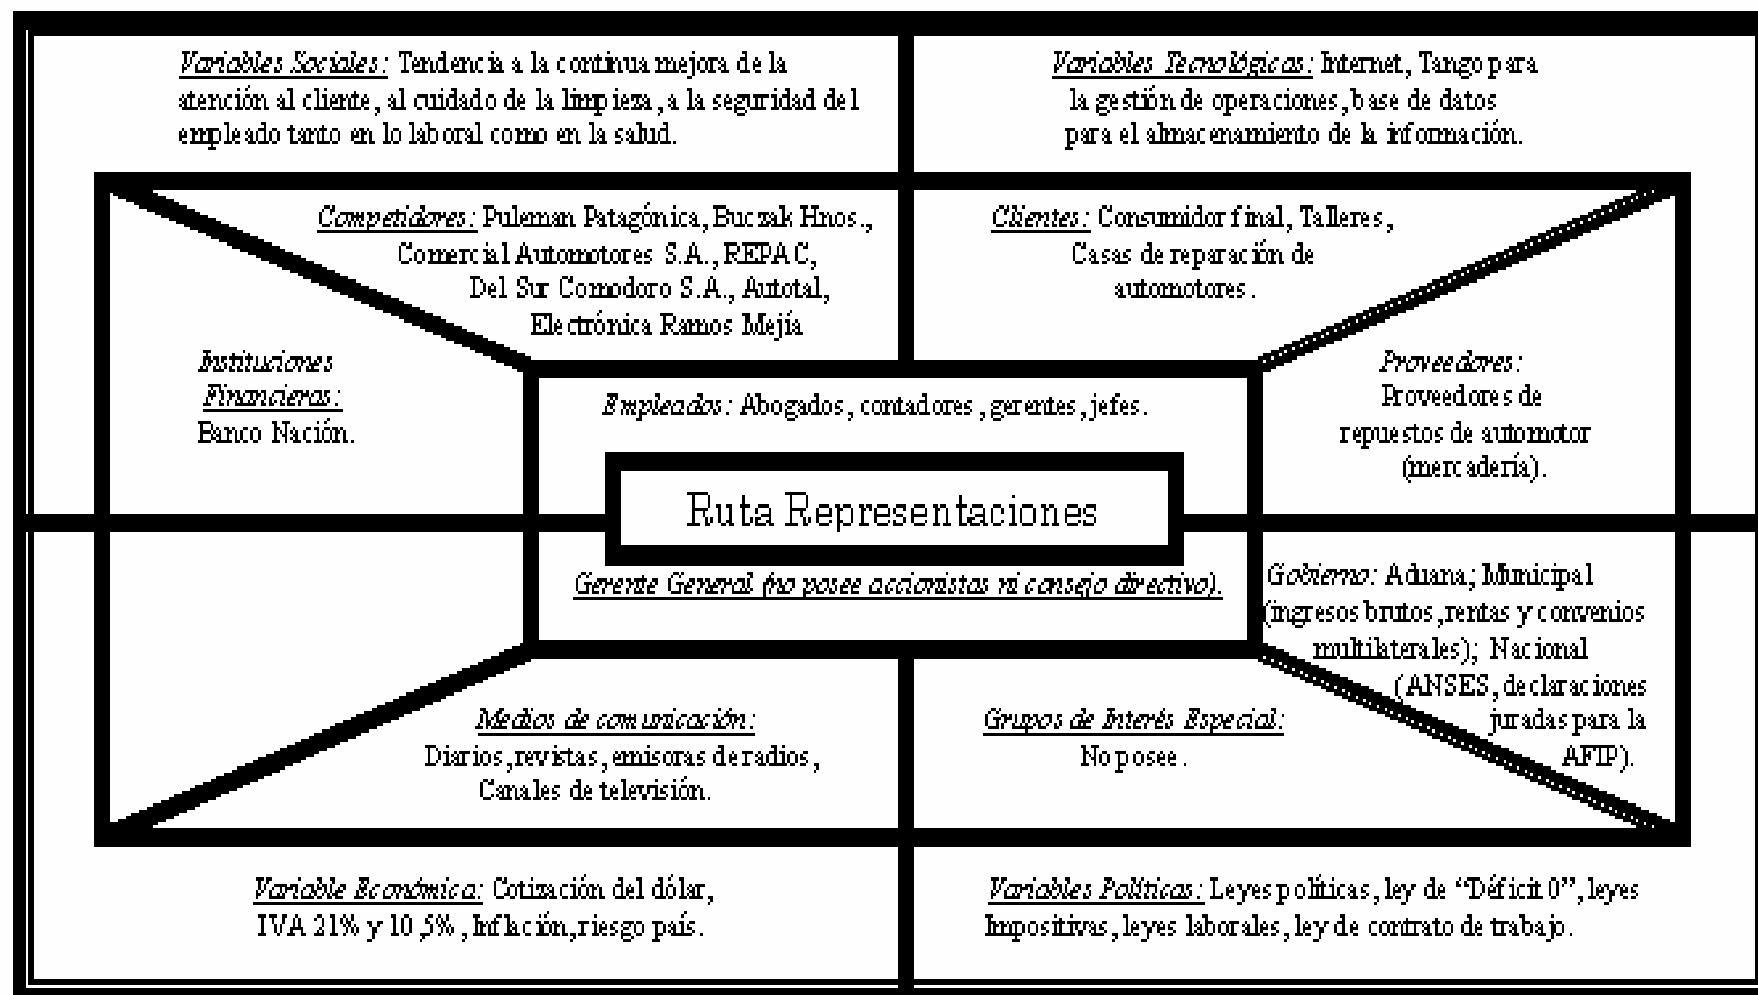 Variables Sociales: Tendencia a la continua mejora de la
atención al cliente, al cuidado de la limpieza, a la seguridad del
empleado tanto en lo laboral como en la salud.
Variables Tecnológicas: Internet, Tango para
la gestión de operaciones, base de datos
para el almacenamiento de la información.
Competidores: Puleman Patagónica, Buczak Hnos.,
Comercial Automotores S.A., REPAC,
Del Sur Comodoro S.A., Autotal,
Electrónica Ramos Mejía
Clientes: Consumidor final, Talleres,
Casas de reparación de
automotores.
Instituciones
Financieras:
Banco Nación.
Empleados: Abogados, contadores, gerentes, jefes.
Proveedores:
Proveedores de
repuestos de automotor
(mercadería).
Ruta Representaciones
Gerente General (no posee accionistas ni consejo directivo).
Gobierno: Aduana; Municipal
(ingresos brutos, rentas y convenios
multilaterales); Nacional
(ANSES, declaraciones
juradas para la
AFIP).
Medios de comunicación:
Diarios, revistas, emisoras de radios,
Canales de televisión.
Grupos de Interés Especial:
No posee.
Variable Económica: Cotización del dólar,
IVA 21% y 10,5%, Inflación, riesgo país.
Variables Políticas: Leyes políticas, ley de “Déficit 0”, leyes
Impositivas, leyes laborales, ley de contrato de trabajo.